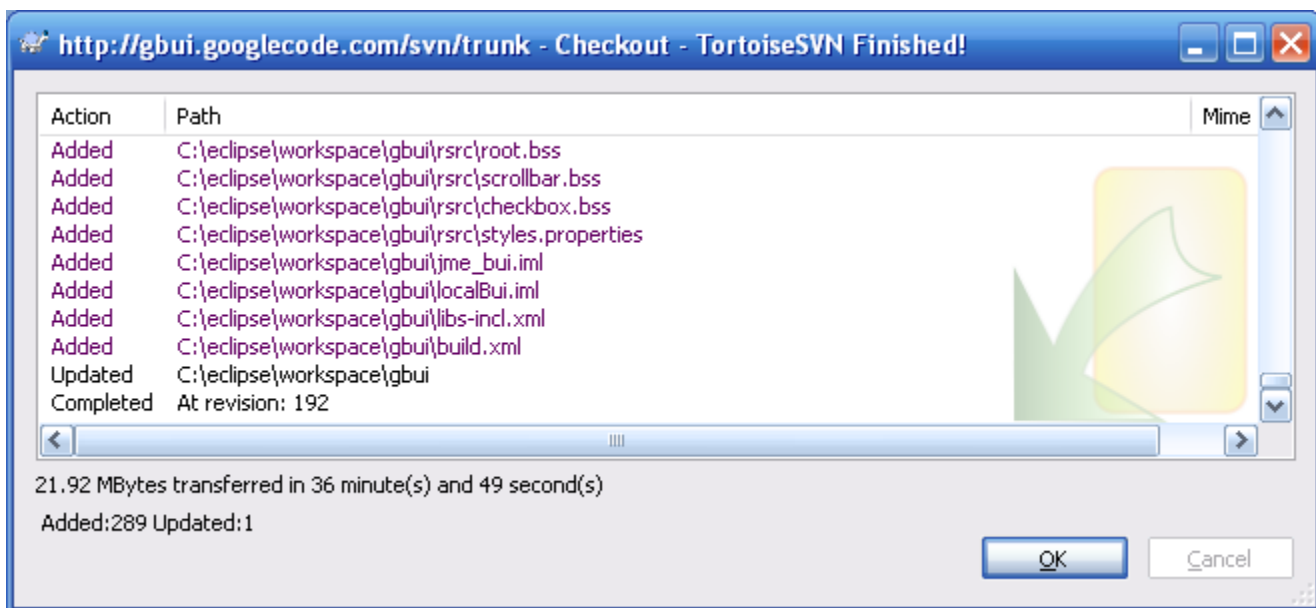 http://gbui.googlecode.com/svn/trunk - Checkout - TortoiseSVN Finished!
Action Path Mime
Added C:\eclipse\workspace\gbui\rsrc\root.bss
Added C:\eclipse\workspace\gbui\rsrc\scrollbar.bss
Added C:\eclipse\workspace\gbui\rsrc\checkbox.bss
Added C:\eclipse\workspace\gbui\rsrc\styles.properties
Added C:\eclipse\workspace\gbui\jme_bui.iml
Added C:\eclipse\workspace\gbui\localBui.iml
Added C:\eclipse\workspace\gbui\libs-incl.xml
Added C:\eclipse\workspace\gbui\build.xml
Updated C:\eclipse\workspace\gbui
Completed At revision: 192
21.92 MBytes transferred in 36 minute(s) and 49 second(s)
Added:289 Updated:1
OK Cancel